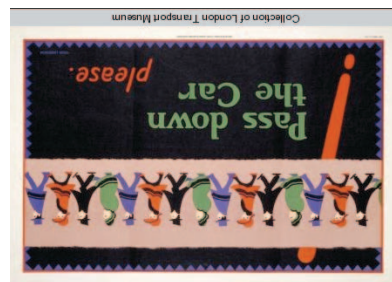 Pass down
the Car
please.
Collection of London Transport Museum